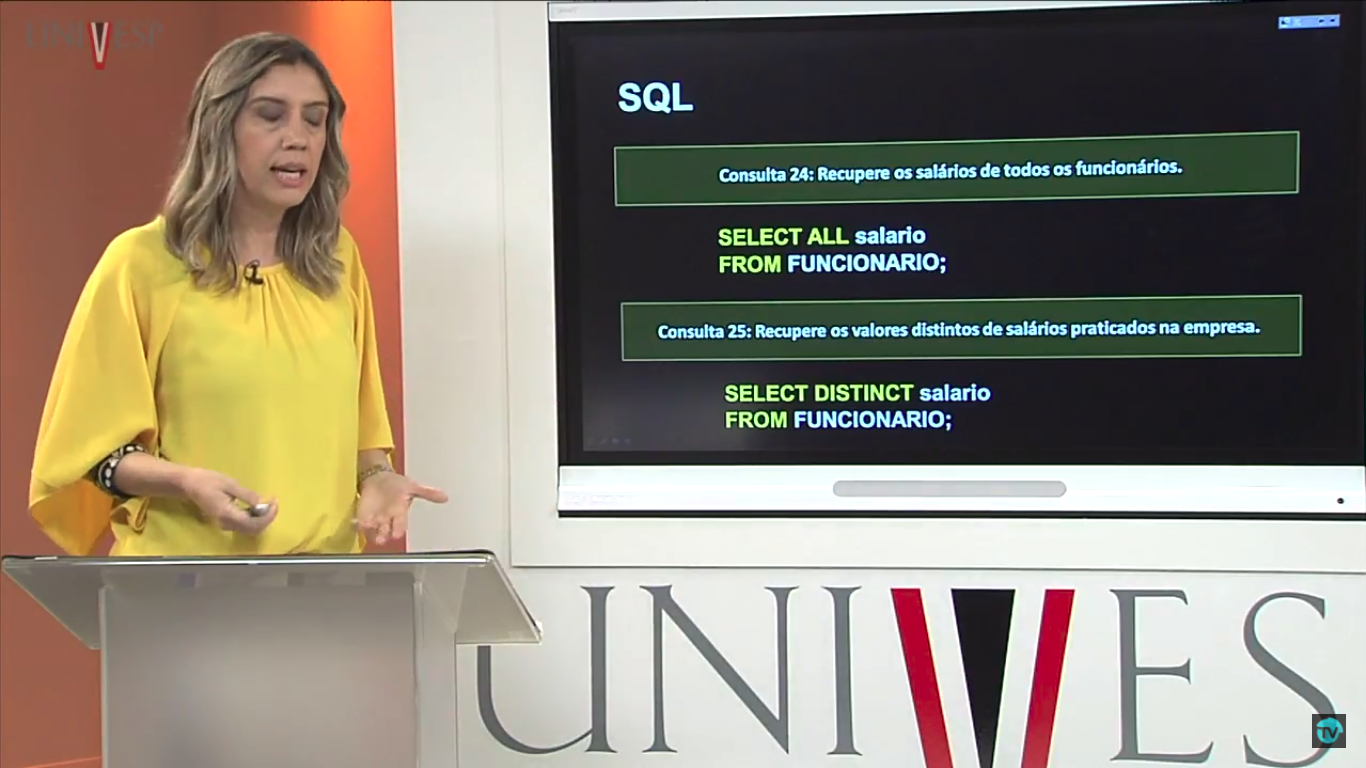 UNIVESP
SQL
Consulta 24: Recupere os salários de todos os funcionários.
SELECT ALL salario
FROM FUNCIONARIO;
Consulta 25: Recupere os valores distintos de salários praticados na empresa.
SELECT DISTINCT salario
FROM FUNCIONARIO;
UNIVES
TV